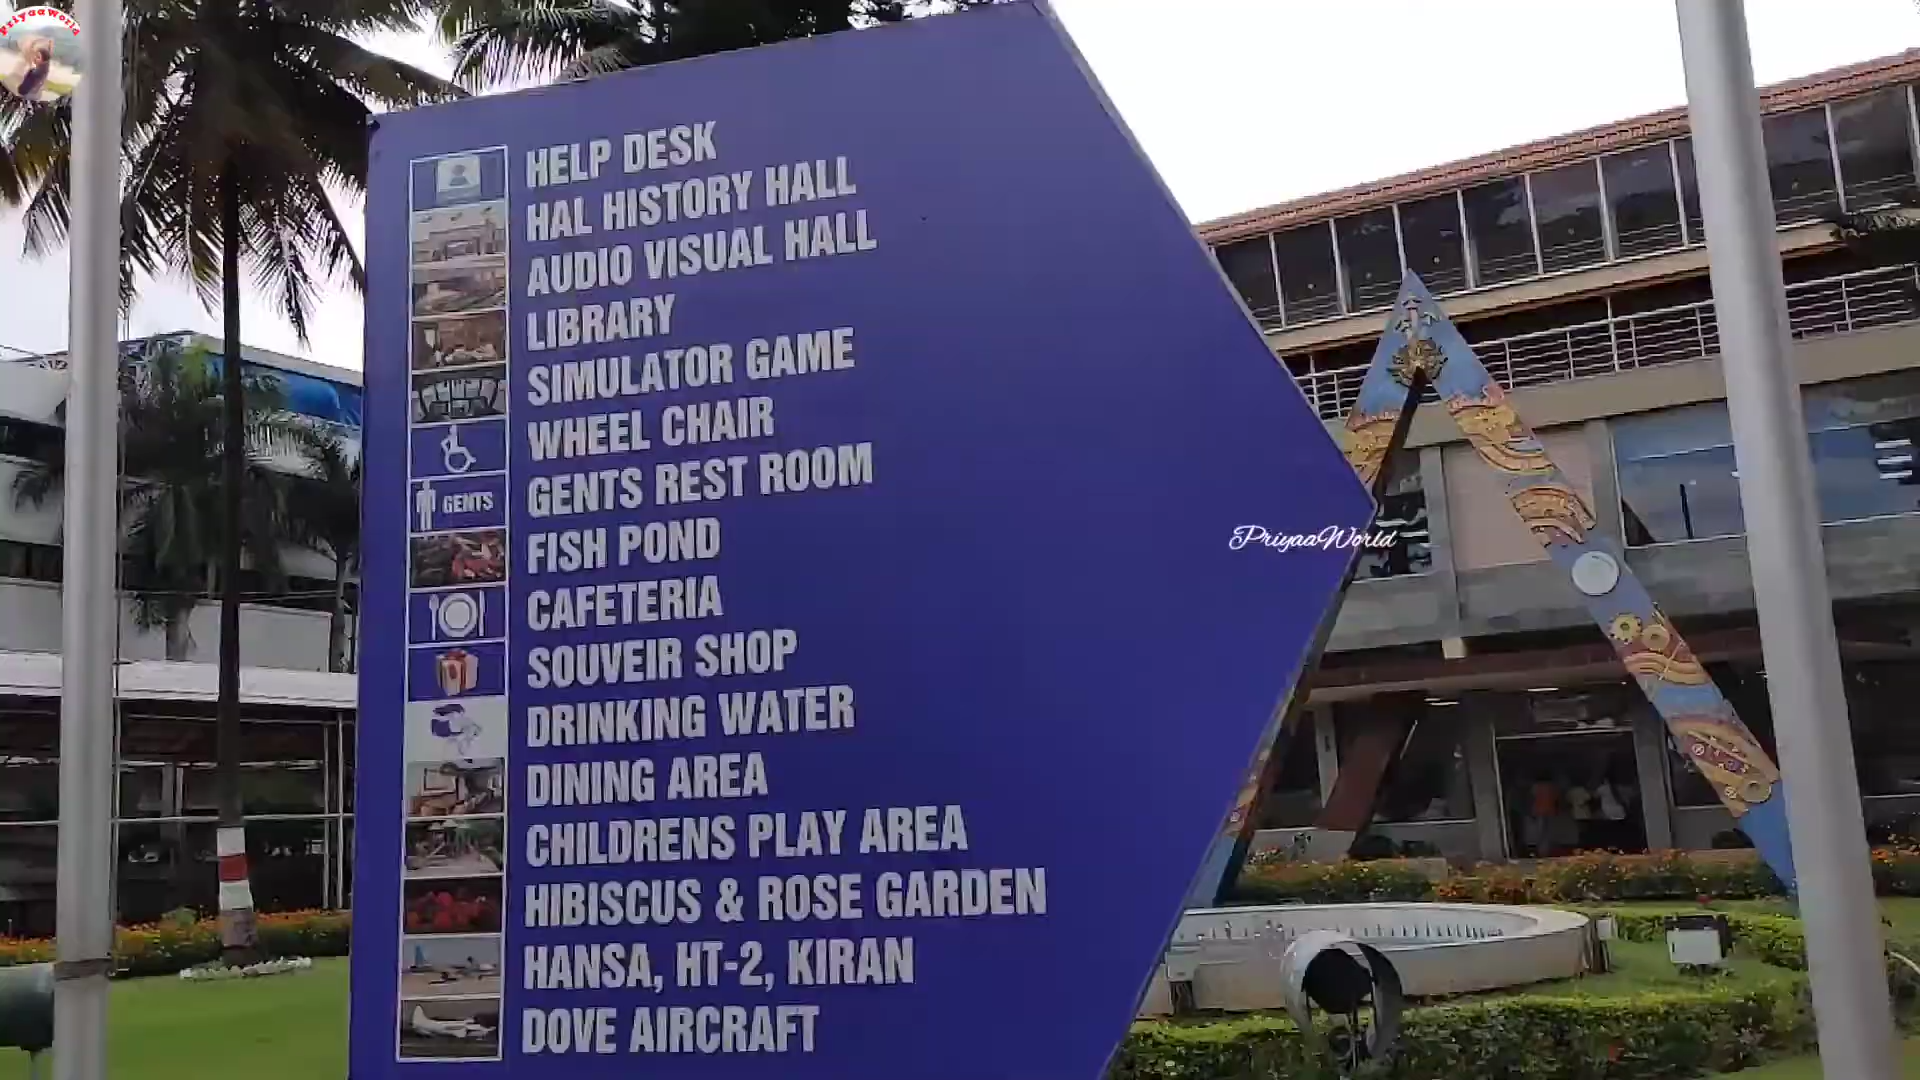 PriyaaWorld
HELP DESK
HAL HISTORY HALL
AUDIO VISUAL HALL
LIBRARY
SIMULATOR GAME
WHEEL CHAIR
GENTS
GENTS REST ROOM
FISH POND
CAFETERIA
SOUVEIR SHOP
DRINKING WATER
DINING AREA
CHILDRENS PLAY AREA
HIBISCUS & ROSE GARDEN
HANSA, HT-2, KIRAN
DOVE AIRCRAFT
PriyaaWorld